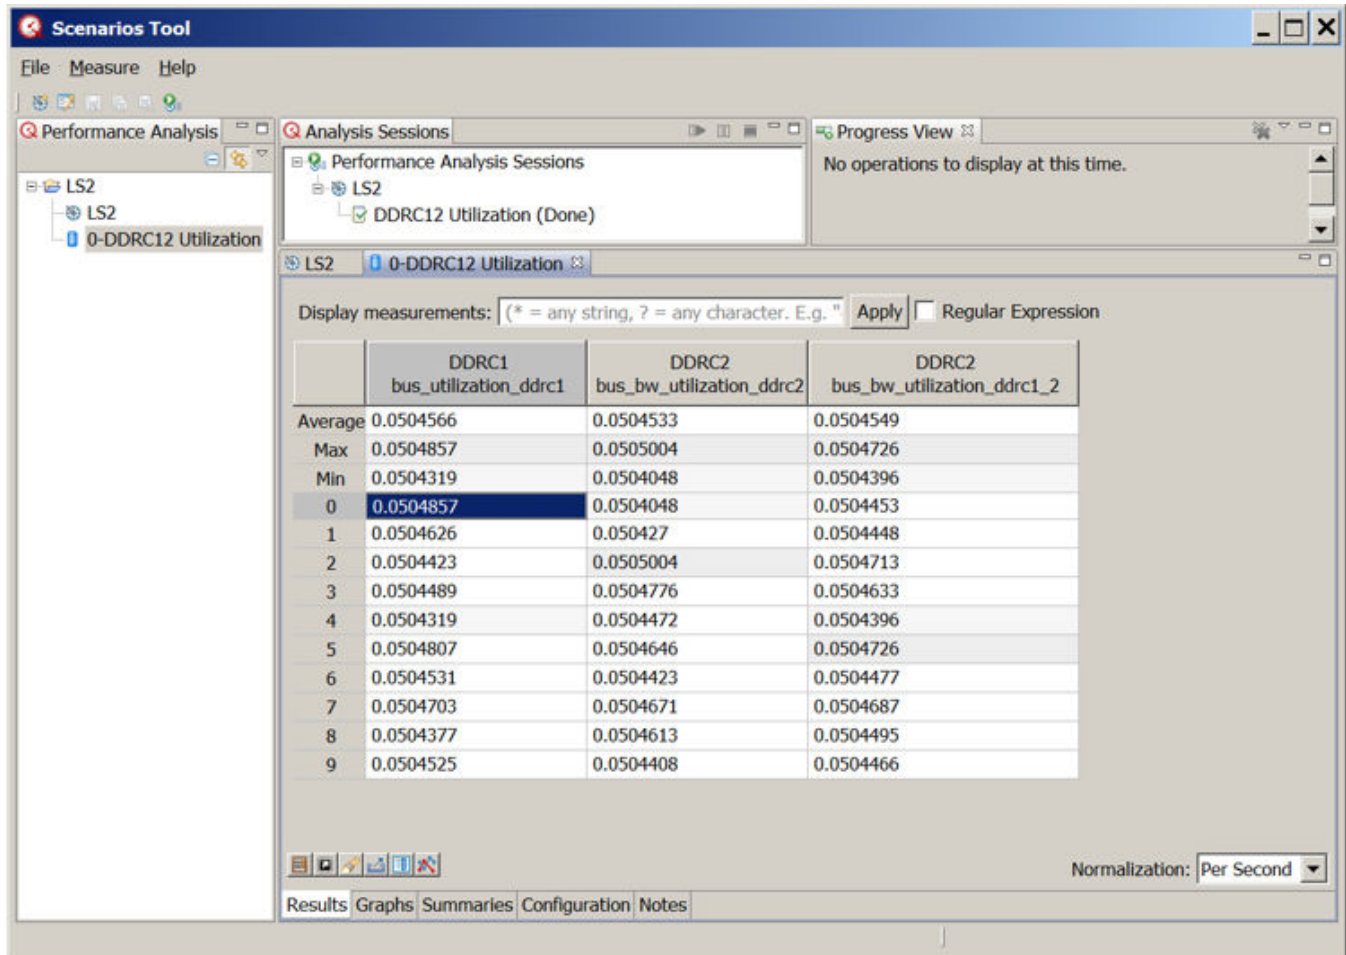 Scenarios Tool
File Measure Help
Performance Analysis
LS2
LS2
0-DDRC12 Utilization
Analysis Sessions
Performance Analysis Sessions
LS2
DDRC12 Utilization (Done)
Progress View
No operations to display at this time.
LS2 0-DDRC12 Utilization
Display measurements: (* = any string, ? = any character. E.g. " Apply Regular Expression
DDRC1 DDRC2 DDRC2
bus_utilization_ddrc1 bus_bw_utilization_ddrc2 bus_bw_utilization_ddrc1_2
Average 0.0504566 0.0504533 0.0504549
Max 0.0504857 0.0505004 0.0504726
Min 0.0504319 0.0504048 0.0504396
0 0.0504857 0.0504048 0.0504453
1 0.0504626 0.050427 0.0504448
2 0.0504423 0.0505004 0.0504713
3 0.0504489 0.0504776 0.0504633
4 0.0504319 0.0504472 0.0504396
5 0.0504807 0.0504646 0.0504726
6 0.0504531 0.0504423 0.0504477
7 0.0504703 0.0504671 0.0504687
8 0.0504377 0.0504613 0.0504495
9 0.0504525 0.0504408 0.0504466
Normalization: Per Second
Results Graphs Summaries Configuration Notes